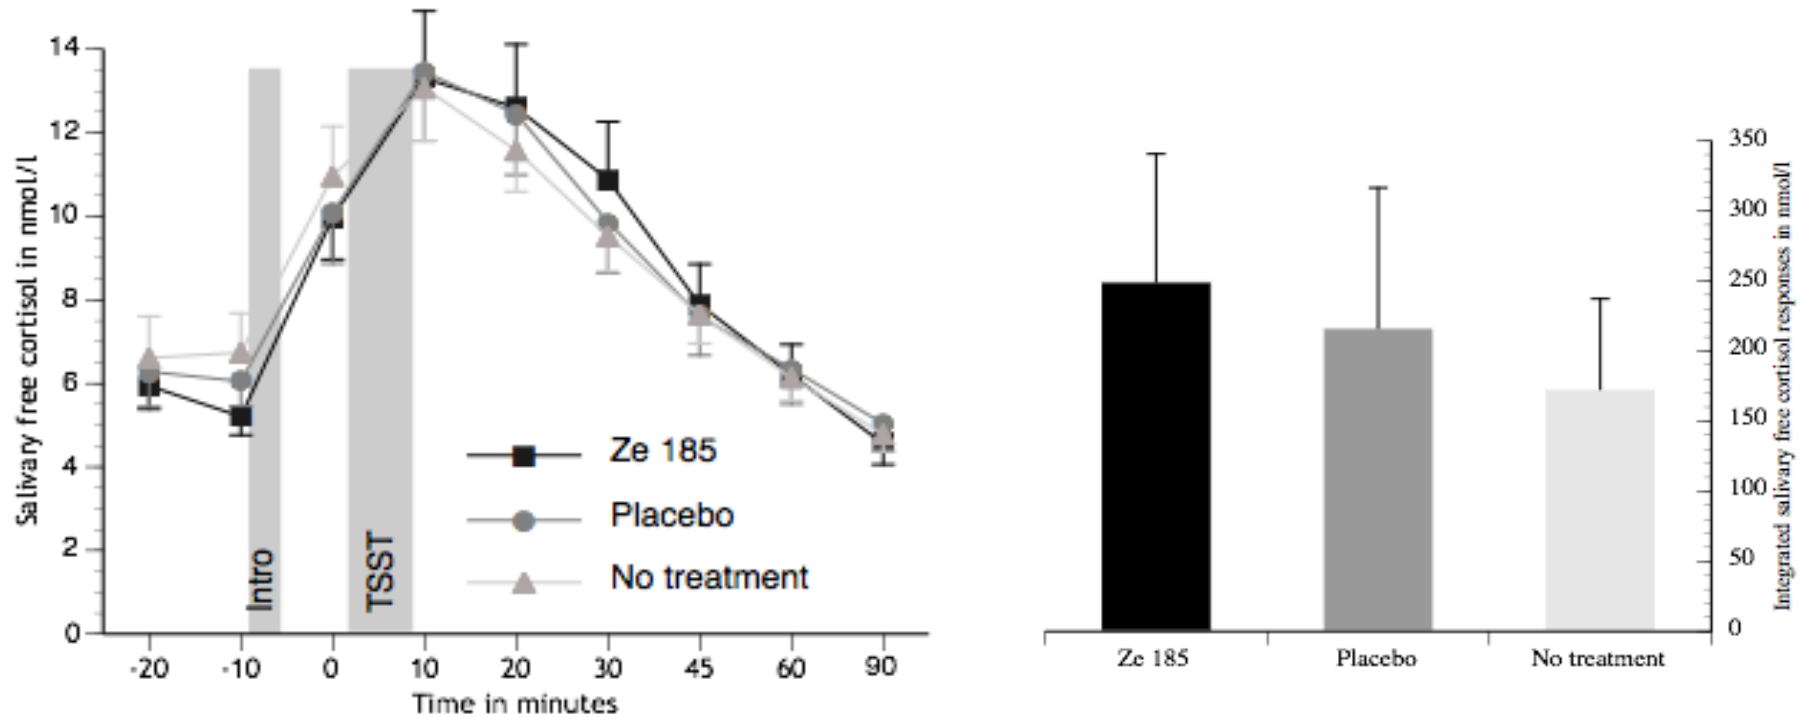 Salivary free cortisol in nmol/l
14
12
10
8
6
4
2
0
Intro
TSST
Ze 185
Placebo
No treatment
-20 -10 0 10 20 30 45 60 90
Time in minutes
350
300
250
200
150
100
50
0
Integrated salivary free cortisol responses in nmol/l
Ze 185 Placebo No treatment